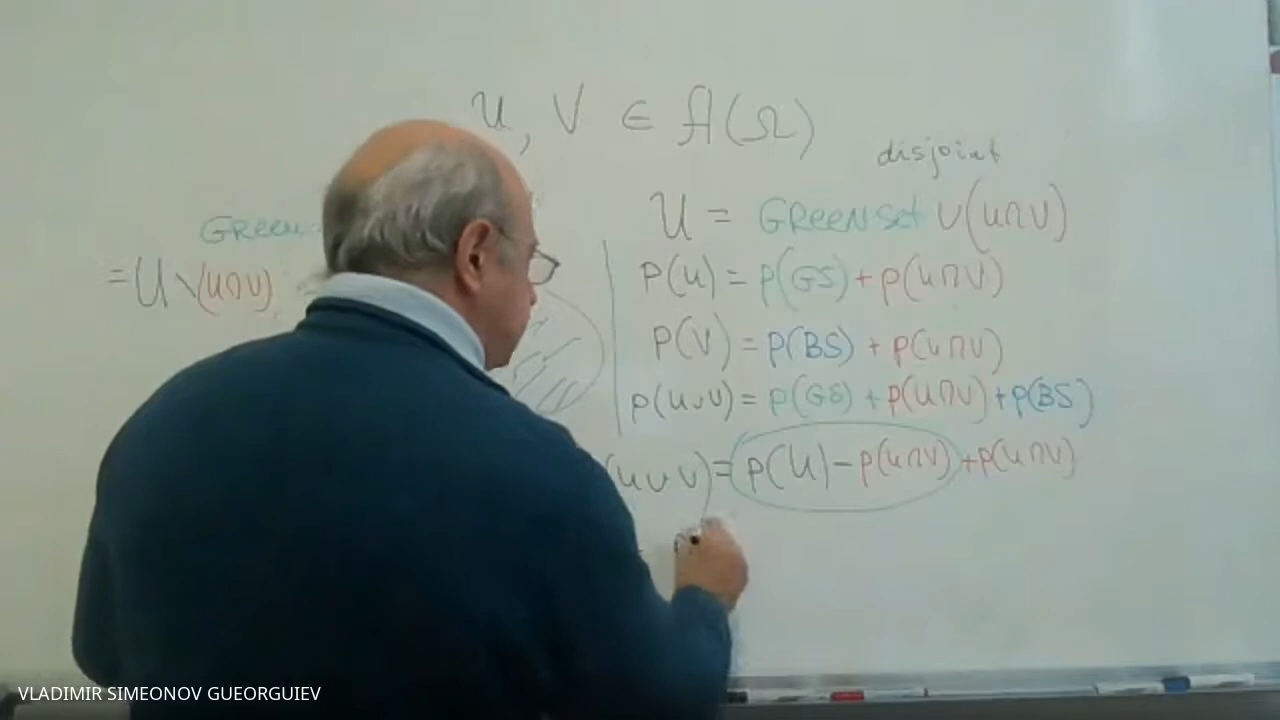 U, V ∈ A(Ω)
disjoint
U = GREEN set ∪ (U∩V)
GREEN
= U \ (U∩V)
P(U) = P(GS) + P(U∩V)
P(V) = P(BS) + P(U∩V)
P(U∪V) = P(GS) + P(U∩V) + P(BS)
(U∪V) = P(U) − P(U∩V) + P(U∩V)
VLADIMIR SIMEONOV GUEORGUIEV